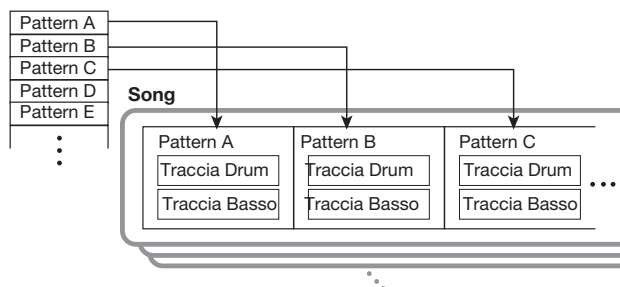 Pattern A
Pattern B
Pattern C
Pattern D
Pattern E
Song
Pattern A
Traccia Drum
Traccia Basso
Pattern B
Traccia Drum
Traccia Basso
Pattern C
Traccia Drum
Traccia Basso